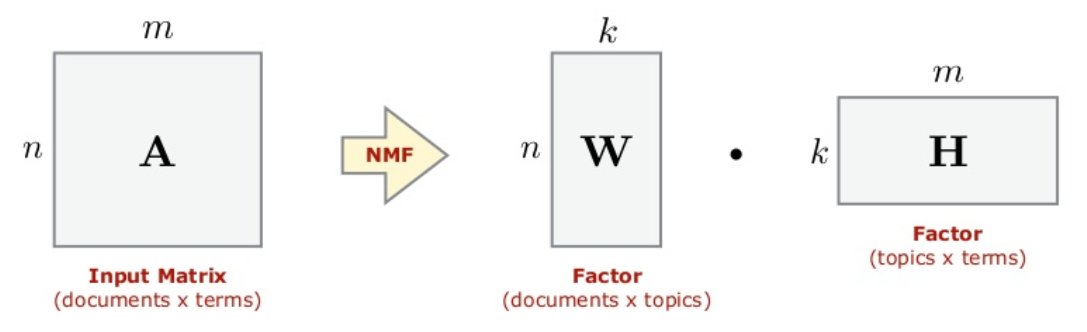 m
n
A
Input Matrix
(documents x terms)
NMF
k
n
W
Factor
(documents x topics)
•
m
k
H
Factor
(topics x terms)